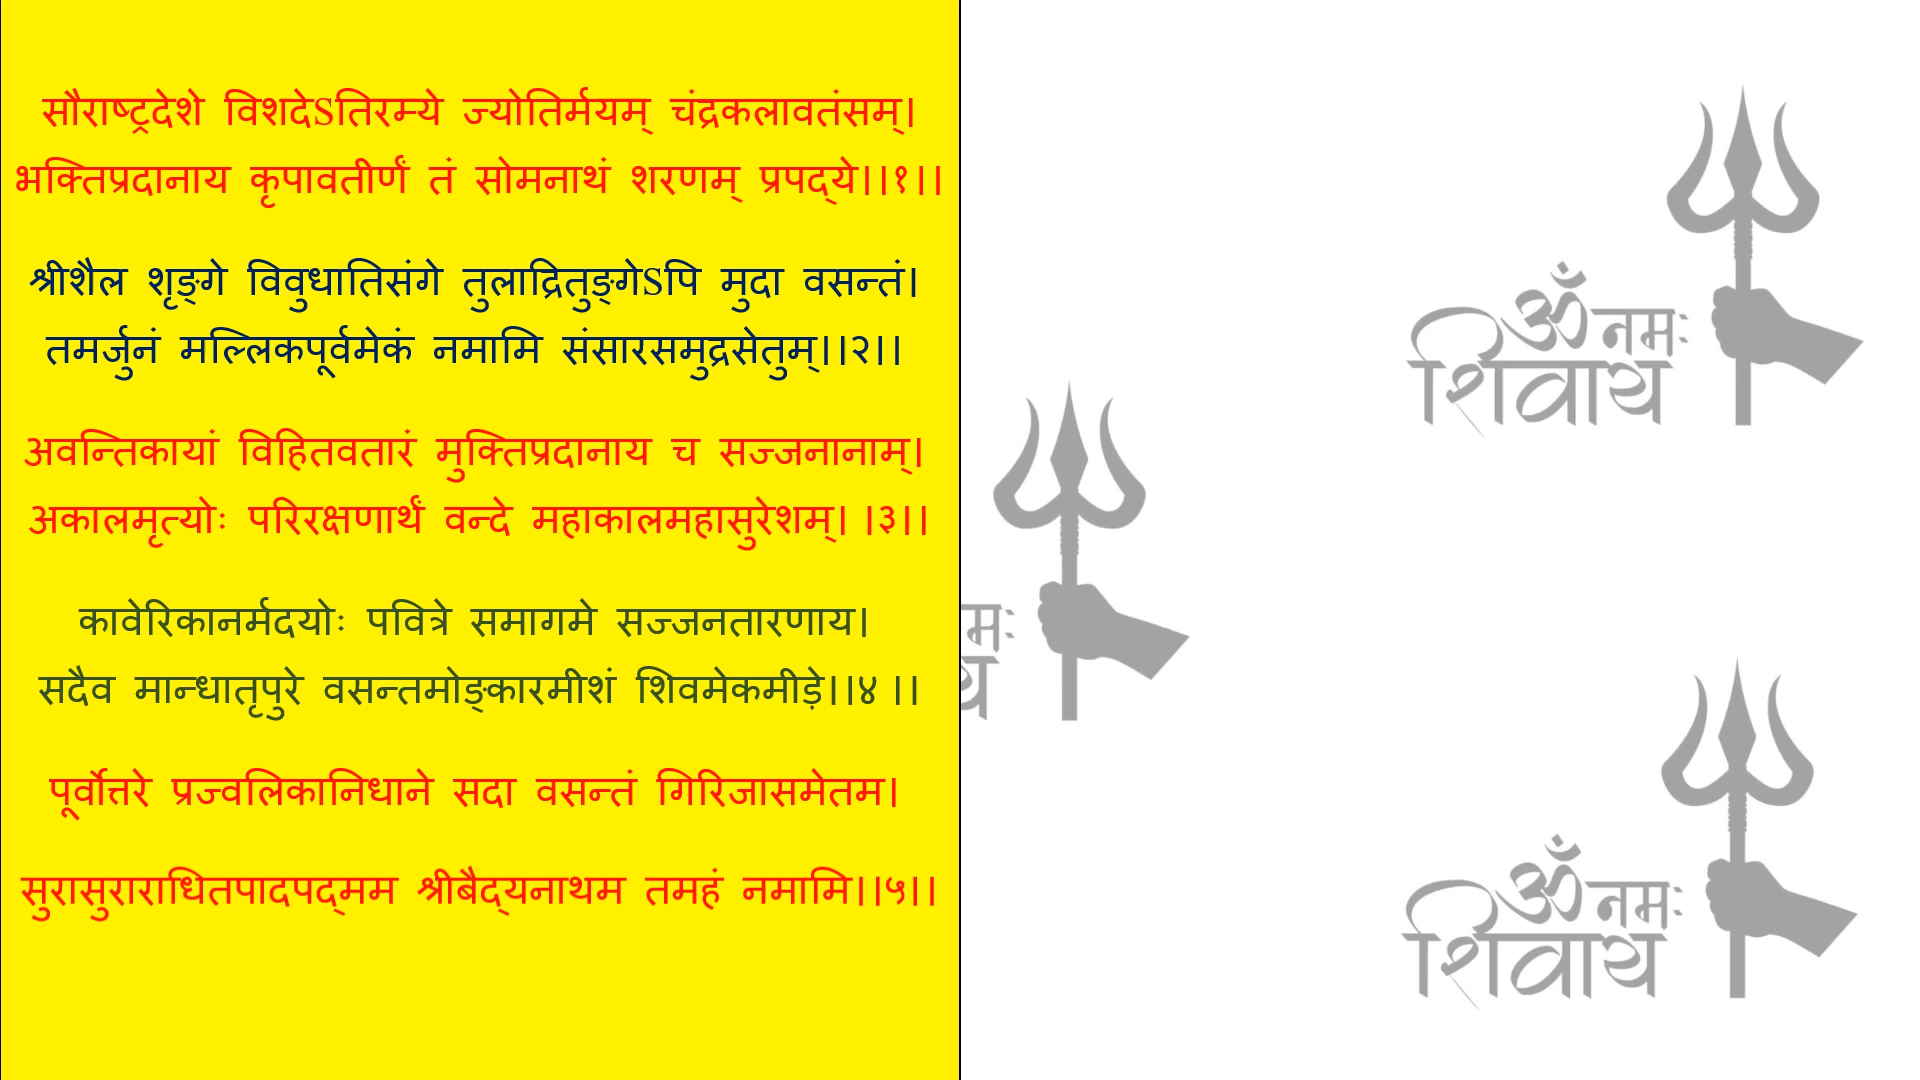 सौराष्ट्रदेशे विशदेSतिरम्ये ज्योतिर्मयम् चंद्रकलावतंसम्।
भक्तिप्रदानाय कृपावतीर्णं तं सोमनाथं शरणम् प्रपद्ये।।१।।
श्रीशैल शृङ्गे विवुधातिसंगे तुलाद्रितुङ्गेSपि मुदा वसन्तं।
तमर्जुनं मल्लिकपूर्वमेकं नमामि संसारसमुद्रसेतुम्।।२।।
अवन्तिकायां विहितवतारं मुक्तिप्रदानाय च सज्जनानाम्।
अकालमृत्योः परिरक्षणार्थं वन्दे महाकालमहासुरेशम्। ।३।।
कावेरिकानर्मदयोः पवित्रे समागमे सज्जनतारणाय।
सदैव मान्धातृपुरे वसन्तमोङ्कारमीशं शिवमेकमीड़े।।४ ।।
पूर्वोत्तरे प्रज्वलिकानिधाने सदा वसन्तं गिरिजासमेतम।
सुरासुराराधितपादपद्मम श्रीबैद्यनाथम तमहं नमामि।।५।।
ॐ नमः
शिवाय
मः
य
ॐ नमः
शिवाय